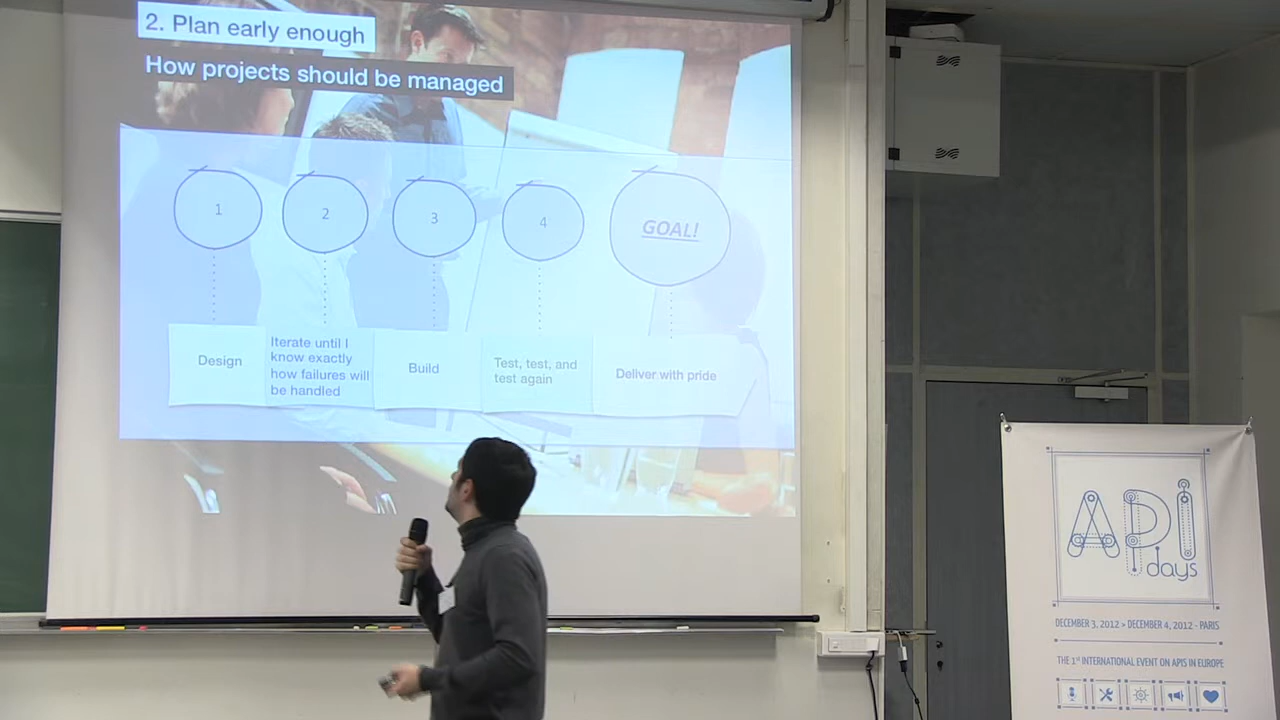 2. Plan early enough
How projects should be managed
1
2
3
4
GOAL!
Design
Iterate until I
know exactly
how failures will
be handled
Build
Test, test, and
test again
Deliver with pride
API
days
DECEMBER 3, 2012 > DECEMBER 4, 2012 - PARIS
THE 1st INTERNATIONAL EVENT ON APIS IN EUROPE